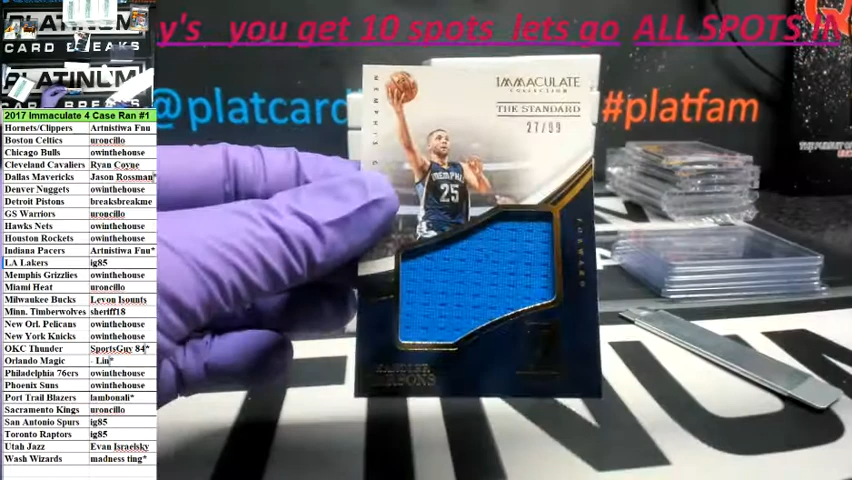 PLATINUM
CARD BREAKS
PLATINUM
y's you get 10 spots lets go ALL SPOTS IN
@platcard
#platfam
2017 Immaculate 4 Case Ran #1
Hornets/Clippers Artnistiva Fnu
Boston Celtics uroncillo
Chicago Bulls owinthehouse
Cleveland Cavaliers Ryan Coyne
Dallas Mavericks Jason Rossman*
Denver Nuggets owinthehouse
Detroit Pistons breaksbreakme
GS Warriors uroncillo
Hawks Nets owinthehouse
Houston Rockets owinthehouse
Indiana Pacers Artnistiva Fnu*
LA Lakers ig85
Memphis Grizzlies owinthehouse
Miami Heat uroncillo
Milwaukee Bucks Levon Isounts
Minn. Timberwolves sheriff18
New Orl. Pelicans owinthehouse
New York Knicks owinthehouse
OKC Thunder SportsGuy 84*
Orlando Magic - Lin*
Philadelphia 76ers owinthehouse
Phoenix Suns owinthehouse
Port Trail Blazers lambonali*
Sacramento Kings uroncillo
San Antonio Spurs ig85
Toronto Raptors ig85
Utah Jazz Evan Israelsky
Wash Wizards madness ting*
IMMACULATE
COLLECTION
THE STANDARD
27/99
MEMPHIS
MEMPHIS
25
FORWARD
CHANDLER
PARSONS